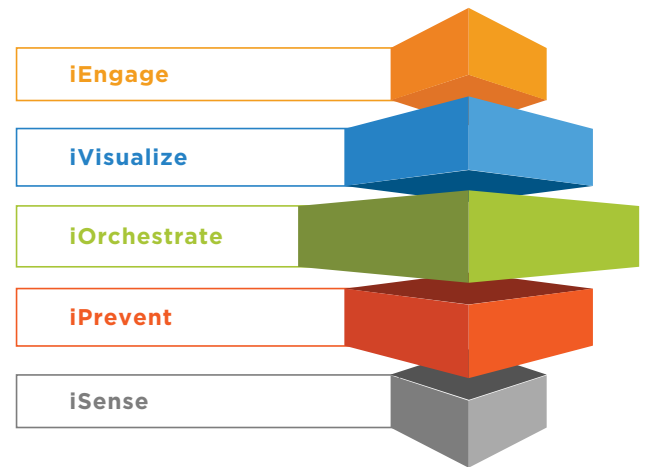 iEngage
iVisualize
iOrchestrate
iPrevent
iSense